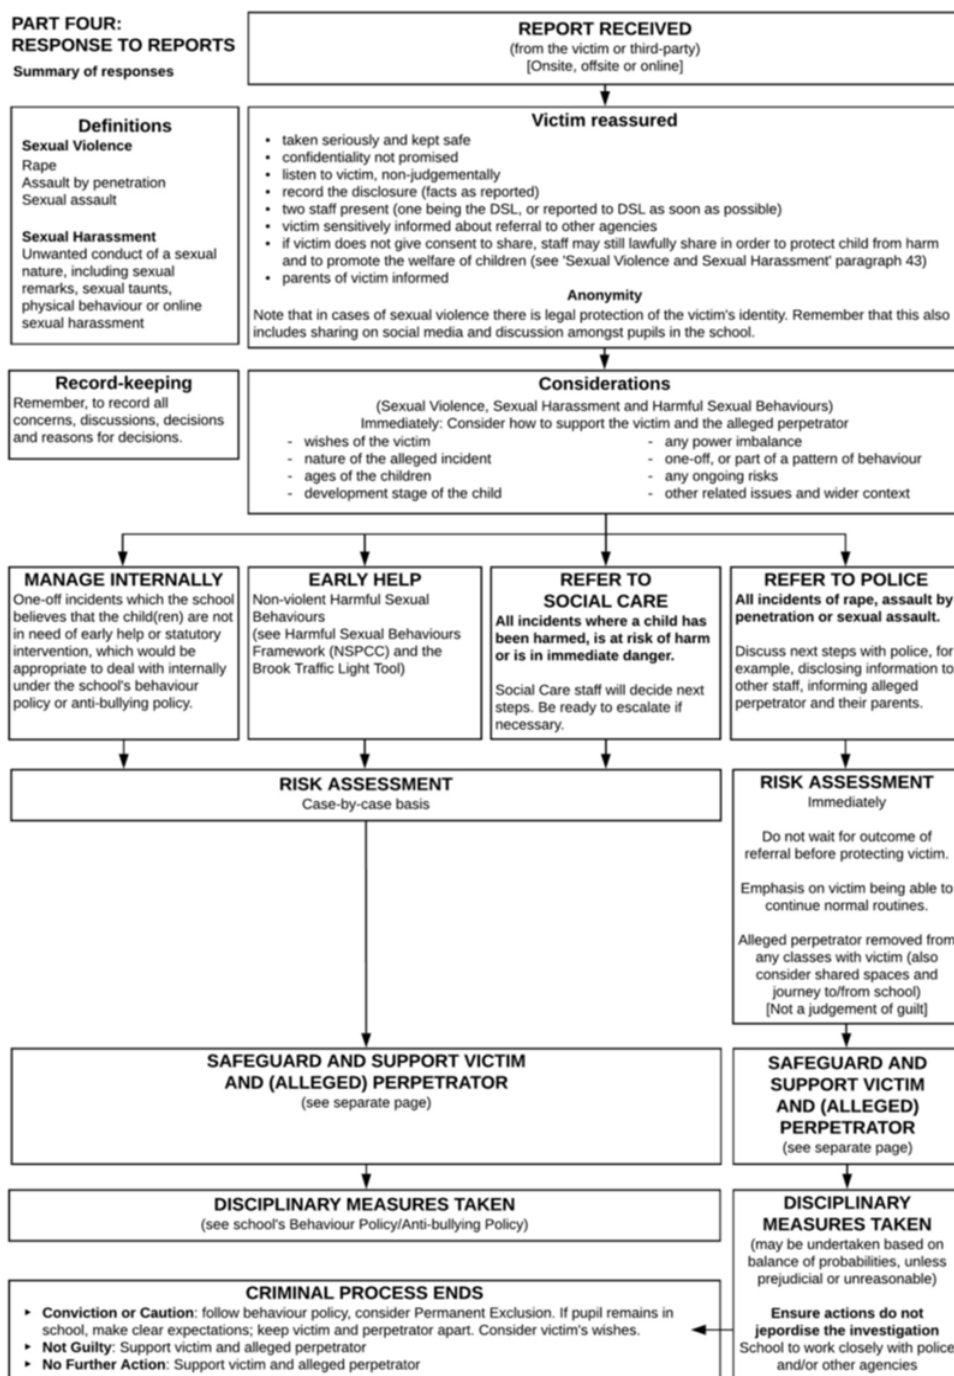 PART FOUR:
RESPONSE TO REPORTS
Summary of responses
REPORT RECEIVED
(from the victim or third-party)
[Onsite, offsite or online]
Definitions
Sexual Violence
Rape
Assault by penetration
Sexual assault
Sexual Harassment
Unwanted conduct of a sexual
nature, including sexual
remarks, sexual taunts,
physical behaviour or online
sexual harassment
Victim reassured
• taken seriously and kept safe
• confidentiality not promised
• listen to victim, non-judgementally
• record the disclosure (facts as reported)
• two staff present (one being the DSL, or reported to DSL as soon as possible)
• victim sensitively informed about referral to other agencies
• if victim does not give consent to share, staff may still lawfully share in order to protect child from harm
and to promote the welfare of children (see 'Sexual Violence and Sexual Harassment' paragraph 43)
• parents of victim informed
Anonymity
Note that in cases of sexual violence there is legal protection of the victim's identity. Remember that this also
includes sharing on social media and discussion amongst pupils in the school.
Record-keeping
Remember, to record all
concerns, discussions, decisions
and reasons for decisions.
Considerations
(Sexual Violence, Sexual Harassment and Harmful Sexual Behaviours)
Immediately: Consider how to support the victim and the alleged perpetrator
- wishes of the victim
- nature of the alleged incident
- ages of the children
- development stage of the child
- any power imbalance
- one-off, or part of a pattern of behaviour
- any ongoing risks
- other related issues and wider context
MANAGE INTERNALLY
One-off incidents which the school
believes that the child(ren) are not
in need of early help or statutory
intervention, which would be
appropriate to deal with internally
under the school's behaviour
policy or anti-bullying policy.
EARLY HELP
Non-violent Harmful Sexual
Behaviours
(see Harmful Sexual Behaviours
Framework (NSPCC) and the
Brook Traffic Light Tool)
REFER TO
SOCIAL CARE
All incidents where a child has
been harmed, is at risk of harm
or is in immediate danger.
Social Care staff will decide next
steps. Be ready to escalate if
necessary.
REFER TO POLICE
All incidents of rape, assault by
penetration or sexual assault.
Discuss next steps with police, for
example, disclosing information to
other staff, informing alleged
perpetrator and their parents.
RISK ASSESSMENT
Case-by-case basis
RISK ASSESSMENT
Immediately
Do not wait for outcome of
referral before protecting victim.
Emphasis on victim being able to
continue normal routines.
Alleged perpetrator removed from
any classes with victim (also
consider shared spaces and
journey to/from school)
[Not a judgement of guilt]
SAFEGUARD AND SUPPORT VICTIM
AND (ALLEGED) PERPETRATOR
(see separate page)
SAFEGUARD AND
SUPPORT VICTIM
AND (ALLEGED)
PERPETRATOR
(see separate page)
DISCIPLINARY MEASURES TAKEN
(see school's Behaviour Policy/Anti-bullying Policy)
DISCIPLINARY
MEASURES TAKEN
(may be undertaken based on
balance of probabilities, unless
prejudicial or unreasonable)
Ensure actions do not
jepordise the investigation
School to work closely with police
and/or other agencies
CRIMINAL PROCESS ENDS
‣ Conviction or Caution: follow behaviour policy, consider Permanent Exclusion. If pupil remains in
school, make clear expectations; keep victim and perpetrator apart. Consider victim's wishes.
‣ Not Guilty: Support victim and alleged perpetrator
‣ No Further Action: Support victim and alleged perpetrator